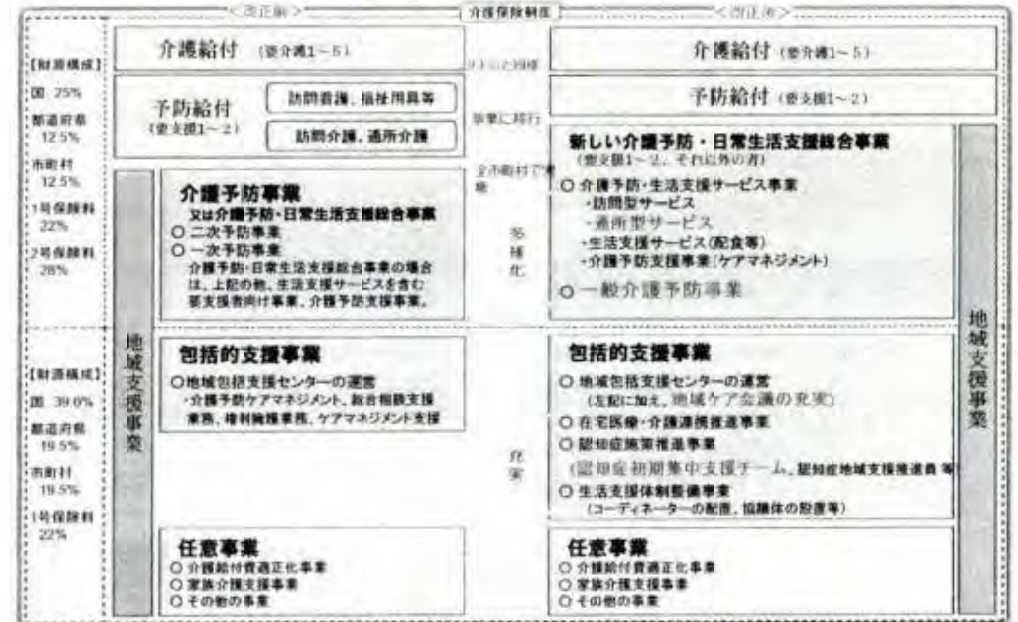 <改正前>
介護保険制度
<改正後>
【財源構成】
国 25%
都道府県
12.5%
市町村
12.5%
1号保険料
22%
2号保険料
28%
介護給付 (要介護1~5)
予防給付
(要支援1~2)
訪問看護、福祉用具等
訪問介護、通所介護
介護予防事業
又は介護予防・日常生活支援総合事業
○ 二次予防事業
○ 一次予防事業
介護予防・日常生活支援総合事業の場合
は、上記の他、生活支援サービスを含む
要支援者向け事業、介護予防支援事業。
事業に移行
全市町村で実
多
様
化
介護給付 (要介護1~5)
予防給付 (要支援1~2)
新しい介護予防・日常生活支援総合事業
(要支援1~2、それ以外の者)
○ 介護予防・生活支援サービス事業
・訪問型サービス
・通所型サービス
・生活支援サービス(配食等)
・介護予防支援事業(ケアマネジメント)
○ 一般介護予防事業
【財源構成】
国 39.0%
都道府県
19.5%
市町村
19.5%
1号保険料
22%
地域支援事業
包括的支援事業
○地域包括支援センターの運営
・介護予防ケアマネジメント、総合相談支援
業務、権利擁護業務、ケアマネジメント支援
任意事業
○ 介護給付費適正化事業
○ 家族介護支援事業
○ その他の事業
充
実
包括的支援事業
○ 地域包括支援センターの運営
(左記に加え、地域ケア会議の充実)
○ 在宅医療・介護連携推進事業
○ 認知症施策推進事業
(認知症初期集中支援チーム、認知症地域支援推進員 等)
○ 生活支援体制整備事業
(コーディネーターの配置、協議体の設置等)
任意事業
○ 介護給付費適正化事業
○ 家族介護支援事業
○ その他の事業
地域支援事業